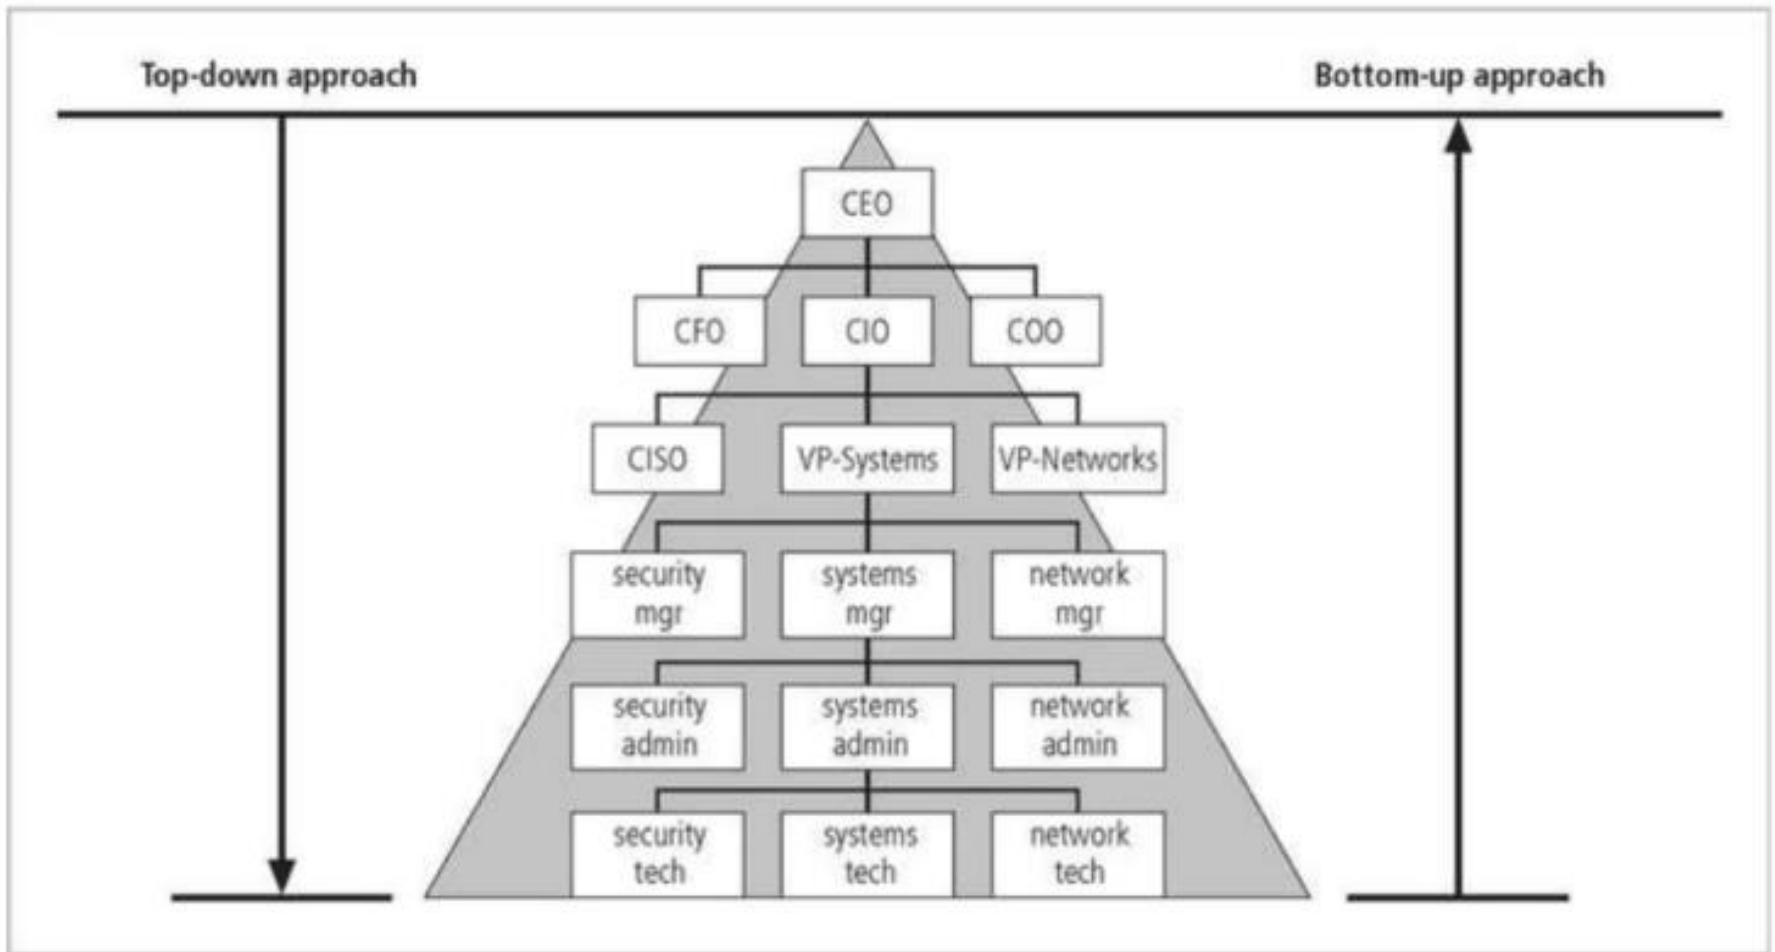 Top-down approach
Bottom-up approach
CEO
CFO
CIO
COO
CISO
VP-Systems
VP-Networks
security
mgr
systems
mgr
network
mgr
security
admin
systems
admin
network
admin
security
tech
systems
tech
network
tech